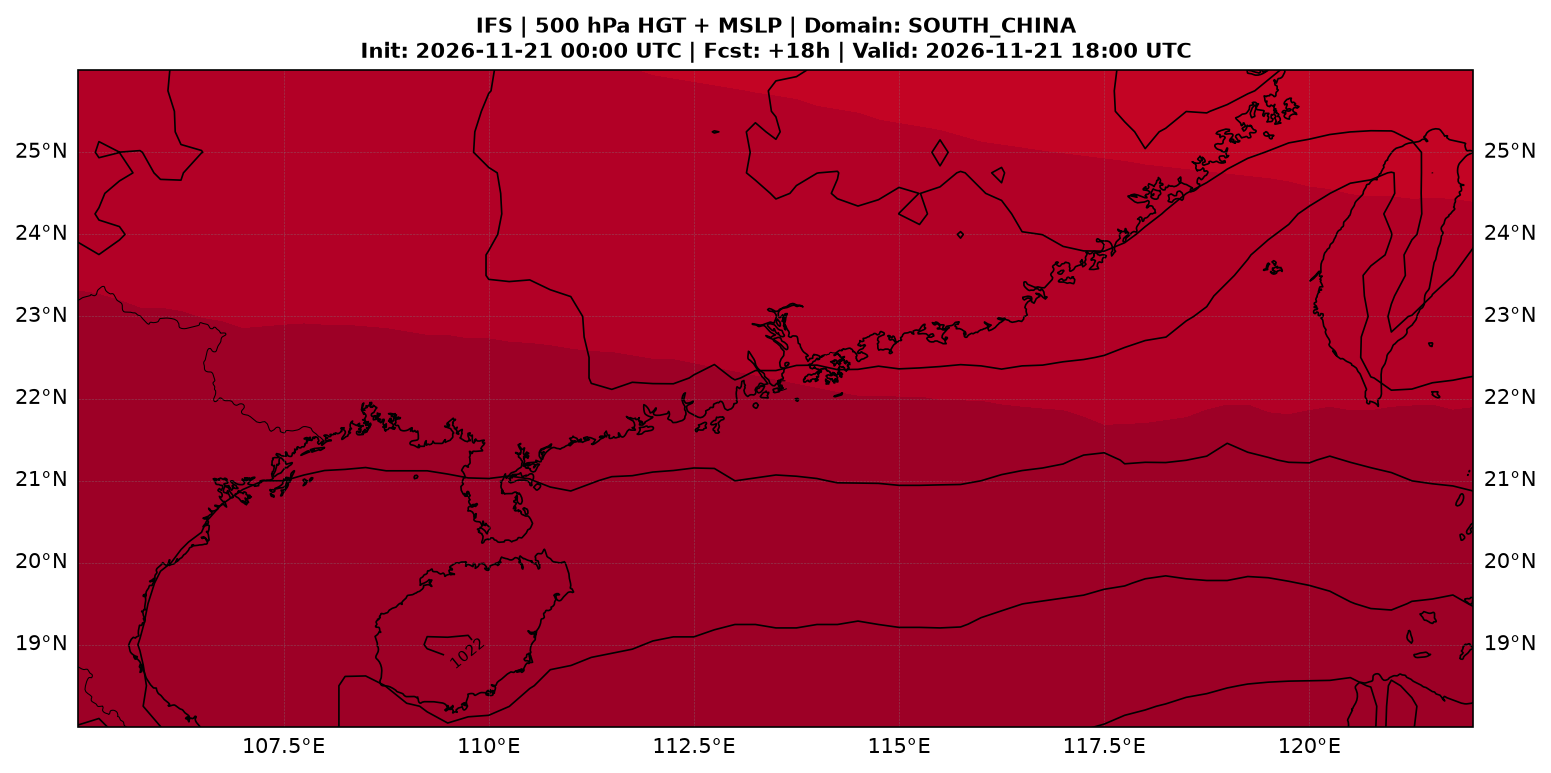 IFS | 500 hPa HGT + MSLP | Domain: SOUTH_CHINA
Init: 2026-11-21 00:00 UTC | Fcst: +18h | Valid: 2026-11-21 18:00 UTC
25°N 25°N
24°N 24°N
23°N 23°N
22°N 22°N
21°N 21°N
20°N 20°N
19°N 19°N
1022
107.5°E 110°E 112.5°E 115°E 117.5°E 120°E